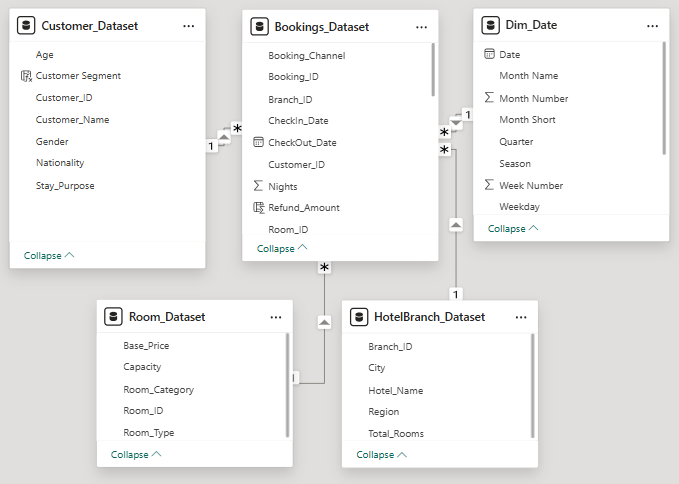 Customer_Dataset
Age
Customer Segment
Customer_ID
Customer_Name
Gender
Nationality
Stay_Purpose
Collapse
Bookings_Dataset
Booking_Channel
Booking_ID
Branch_ID
CheckIn_Date
CheckOut_Date
Customer_ID
Nights
Refund_Amount
Room_ID
Collapse
Dim_Date
Date
Month Name
Month Number
Month Short
Quarter
Season
Week Number
Weekday
Collapse
1
*
1
*
*
*
1
1
Room_Dataset
Base_Price
Capacity
Room_Category
Room_ID
Room_Type
Collapse
HotelBranch_Dataset
Branch_ID
City
Hotel_Name
Region
Total_Rooms
Collapse